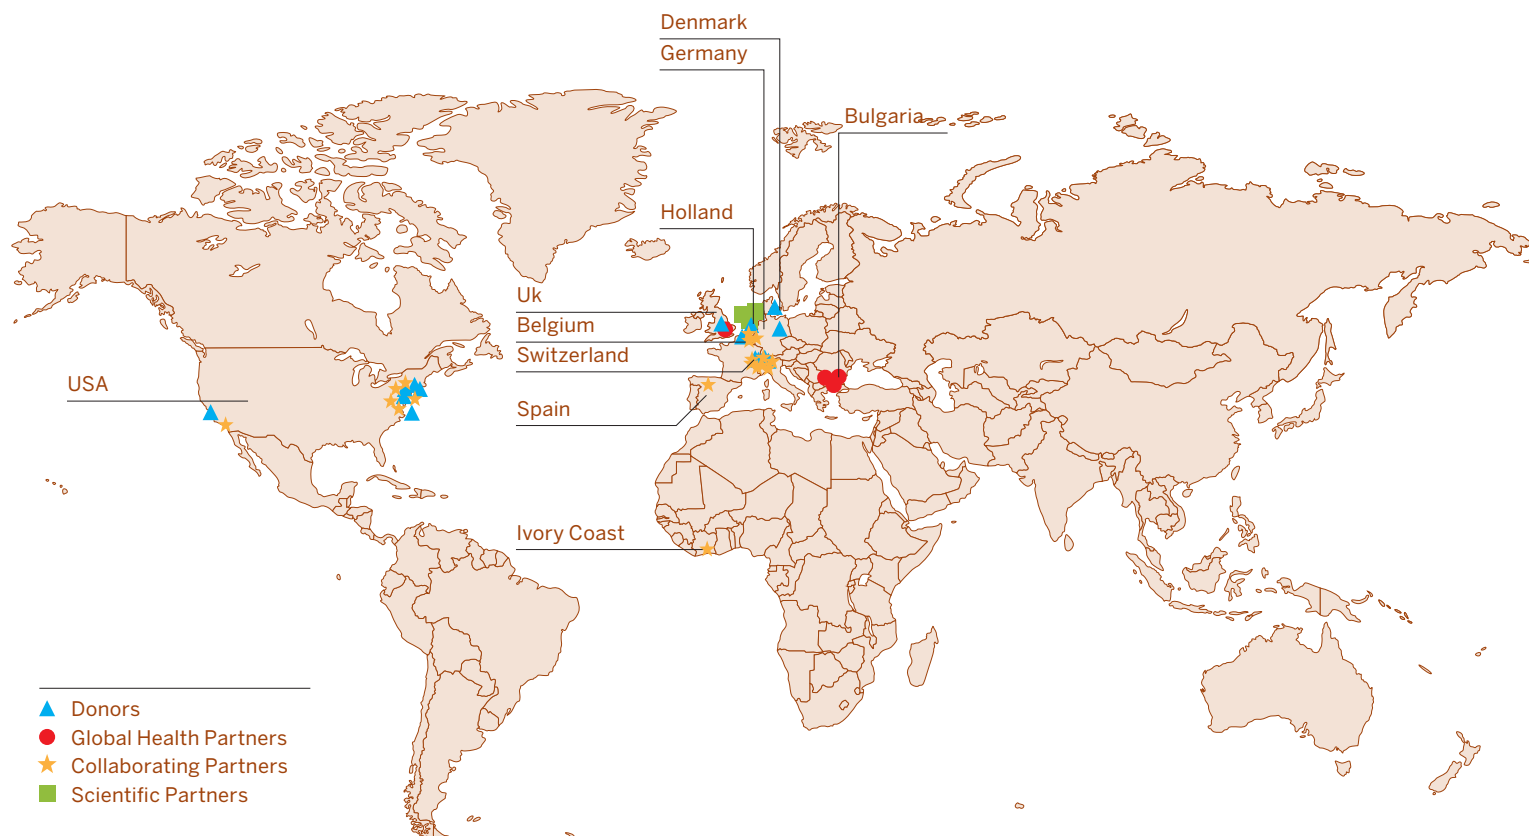 Denmark
Germany
Bulgaria
Holland
Uk
Belgium
Switzerland
USA
Spain
Ivory Coast
Donors
Global Health Partners
Collaborating Partners
Scientific Partners